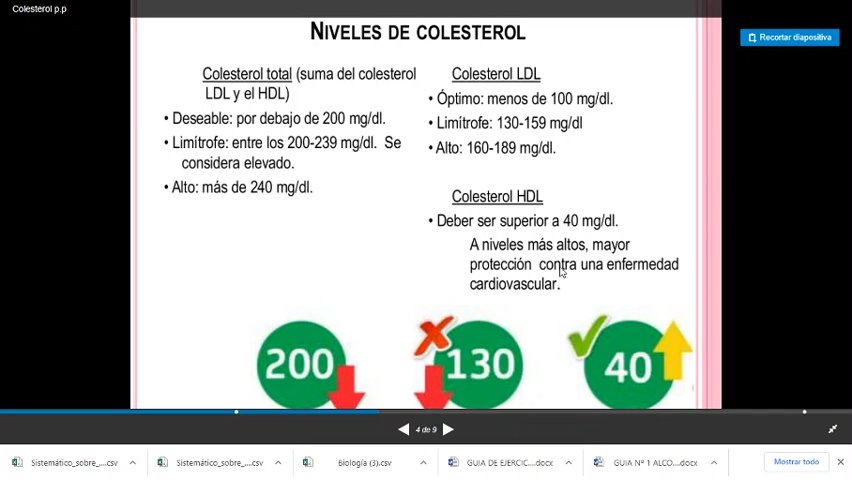 Colesterol p.p
NIVELES DE COLESTEROL
Recortar diapositiva
Colesterol total (suma del colesterol
LDL y el HDL)
• Deseable: por debajo de 200 mg/dl.
• Limítrofe: entre los 200-239 mg/dl. Se
considera elevado.
• Alto: más de 240 mg/dl.
Colesterol LDL
• Óptimo: menos de 100 mg/dl.
• Limítrofe: 130-159 mg/dl
• Alto: 160-189 mg/dl.
Colesterol HDL
• Deber ser superior a 40 mg/dl.
A niveles más altos, mayor
protección contra una enfermedad
cardiovascular.
200
130
40
4 de 9
Sistemático_sobre_....csv
Sistemático_sobre_....csv
Biología (3).csv
GUIA DE EJERCIC....docx
GUIA Nº 1 ALCO....docx
Mostrar todo